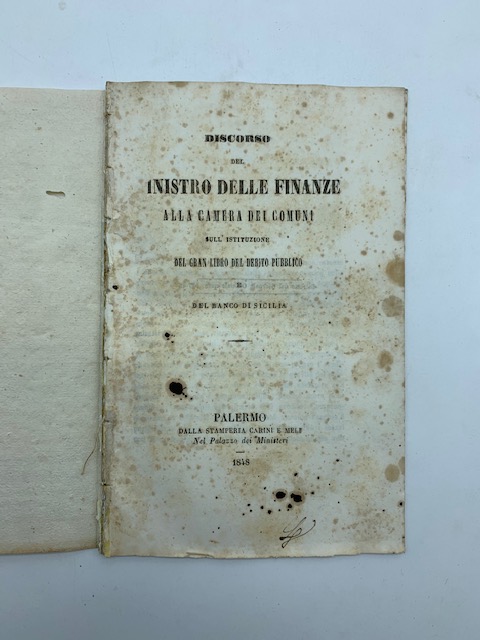 DISCORSO
DEL
INISTRO DELLE FINANZE
ALLA CAMERA DEI COMUNI
SULL' ISTITUZIONE
DEL GRAN LIBRO DEL DEBITO PUBBLICO
E
DEL BANCO DI SICILIA
PALERMO
DALLA STAMPERIA CARINI E MELI
Nel Palazzo dei Ministeri
1848